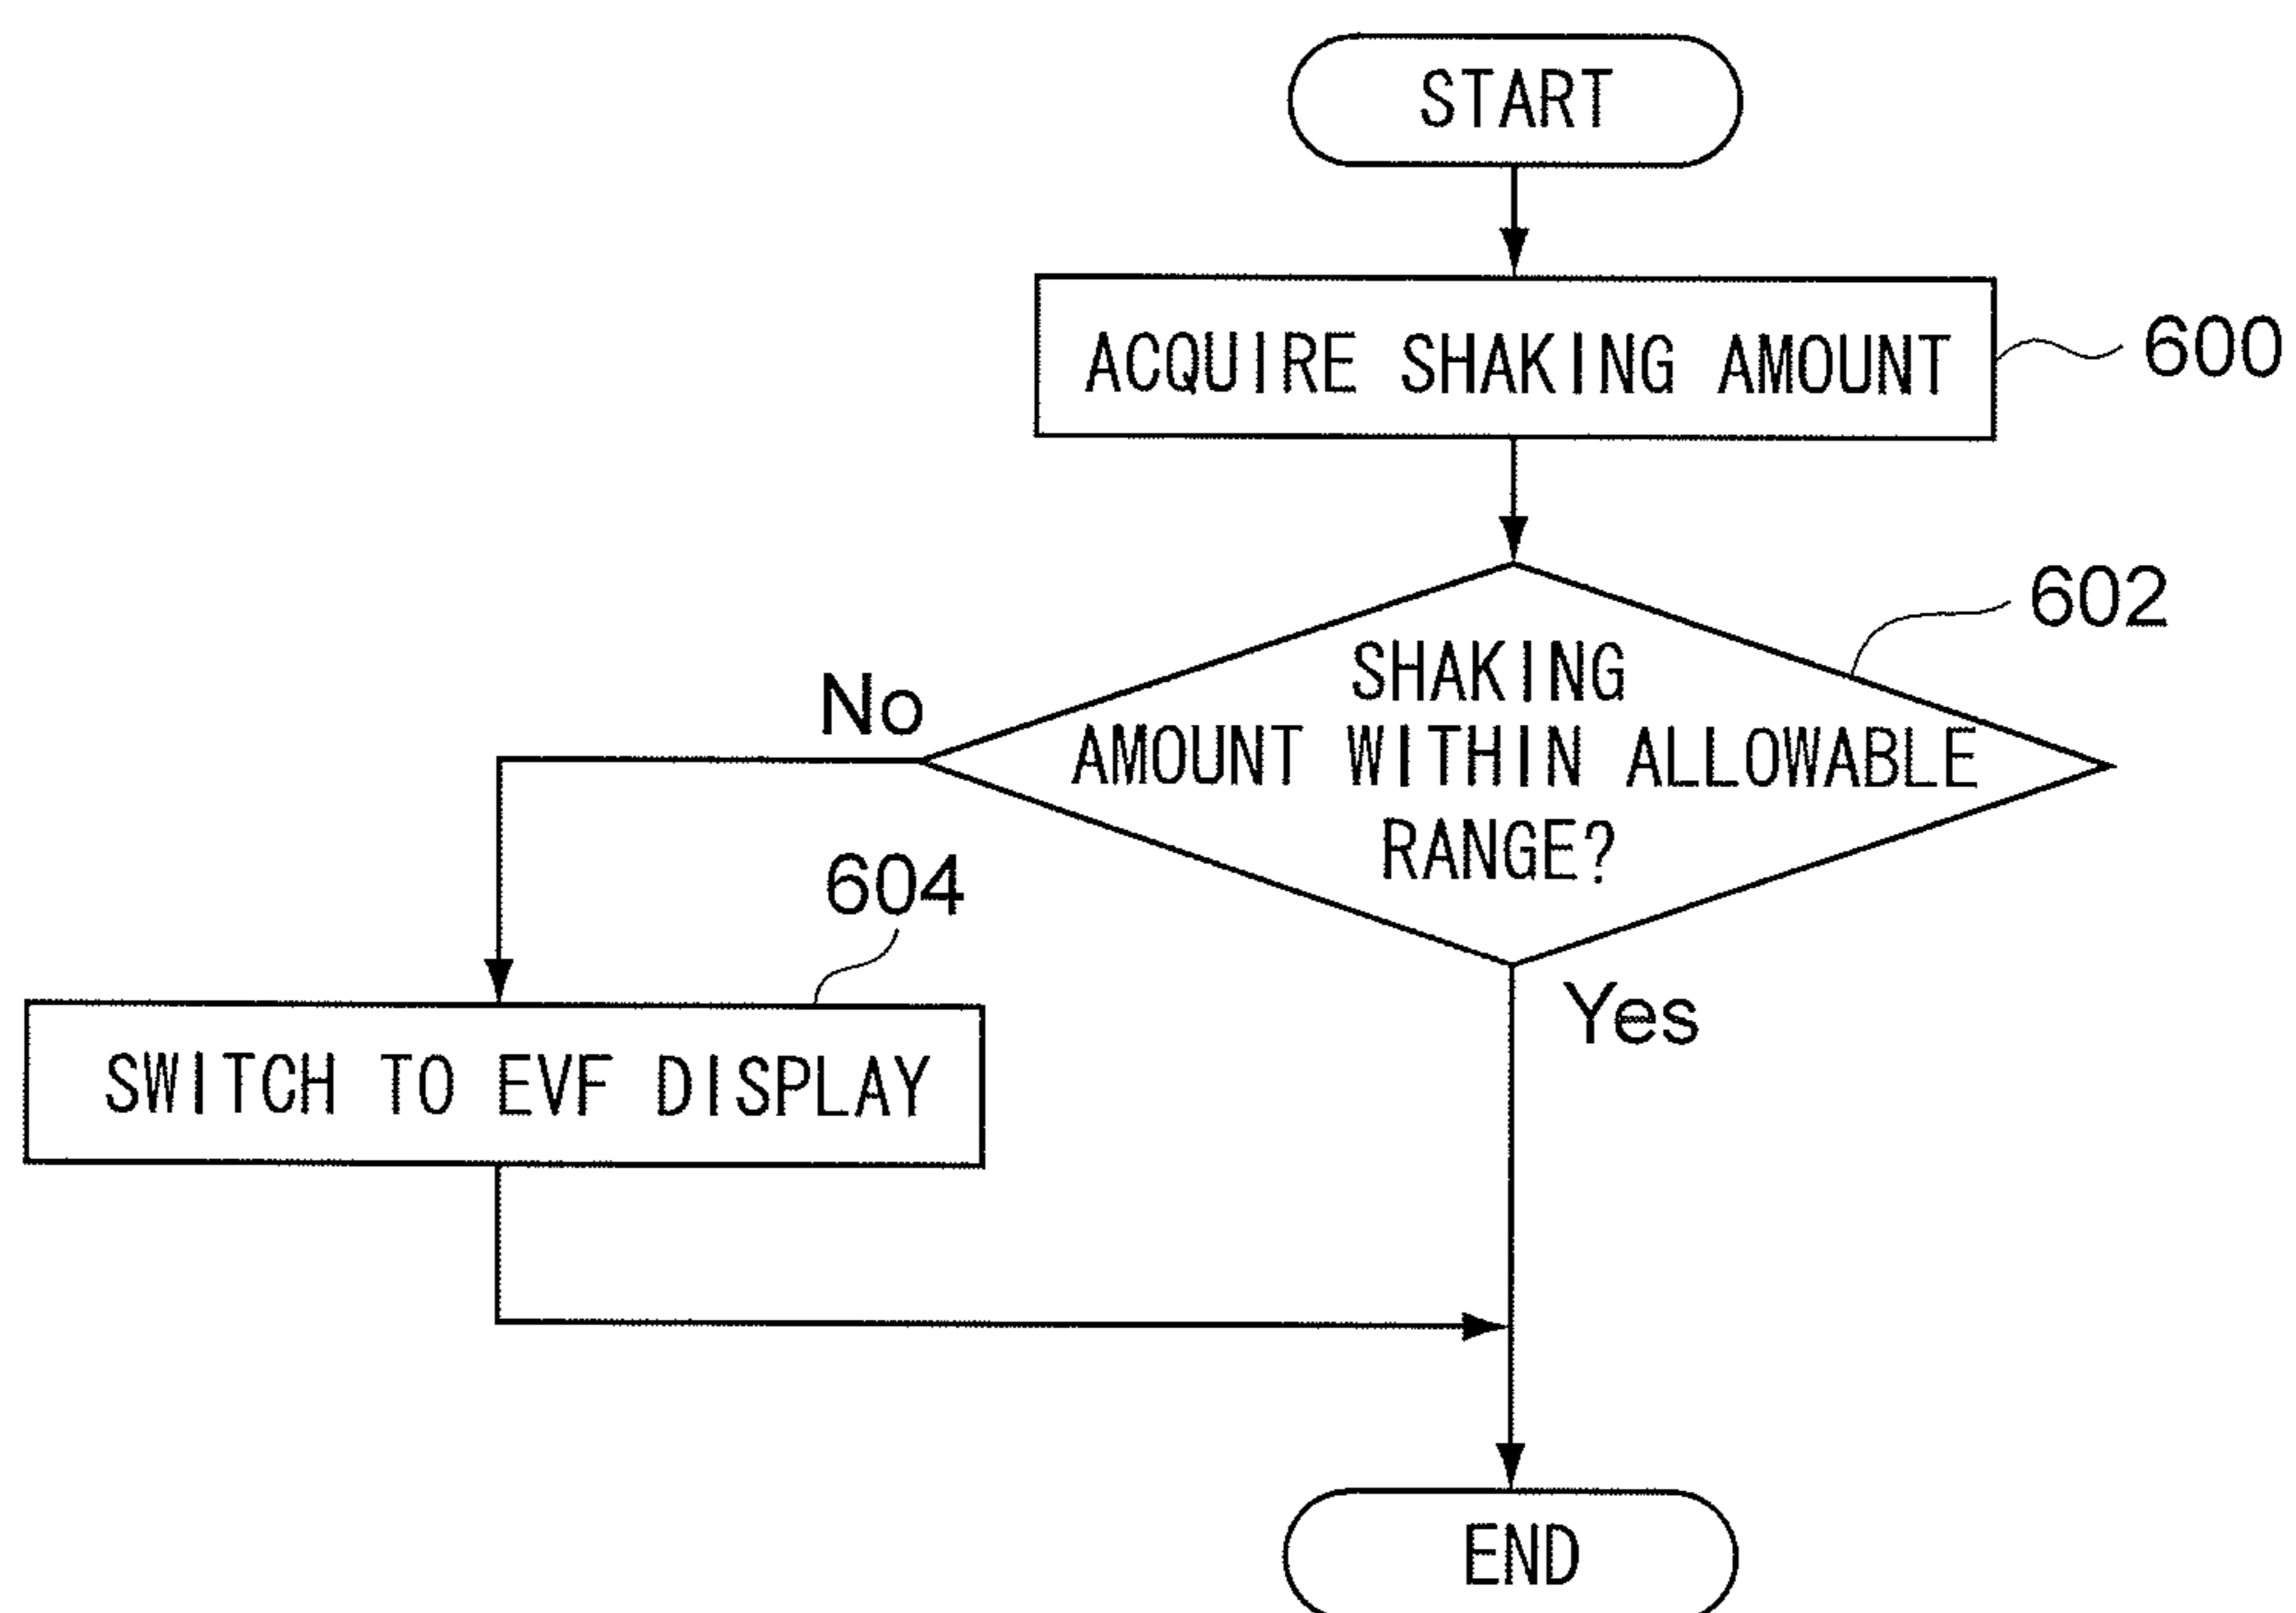 START
ACQUIRE SHAKING AMOUNT
600
602
SHAKING
AMOUNT WITHIN ALLOWABLE
RANGE?
No
Yes
604
SWITCH TO EVF DISPLAY
END